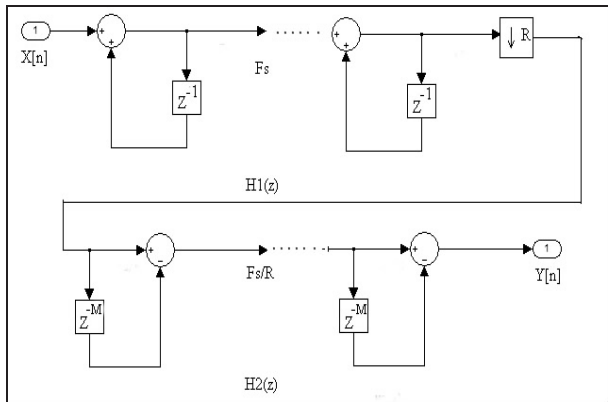 1
X[n]
+
+
Fs
Z^-1
+
+
Z^-1
↓ R
H1(z)
+
−
Z^-M
Fs/R
+
−
Z^-M
1
Y[n]
H2(z)